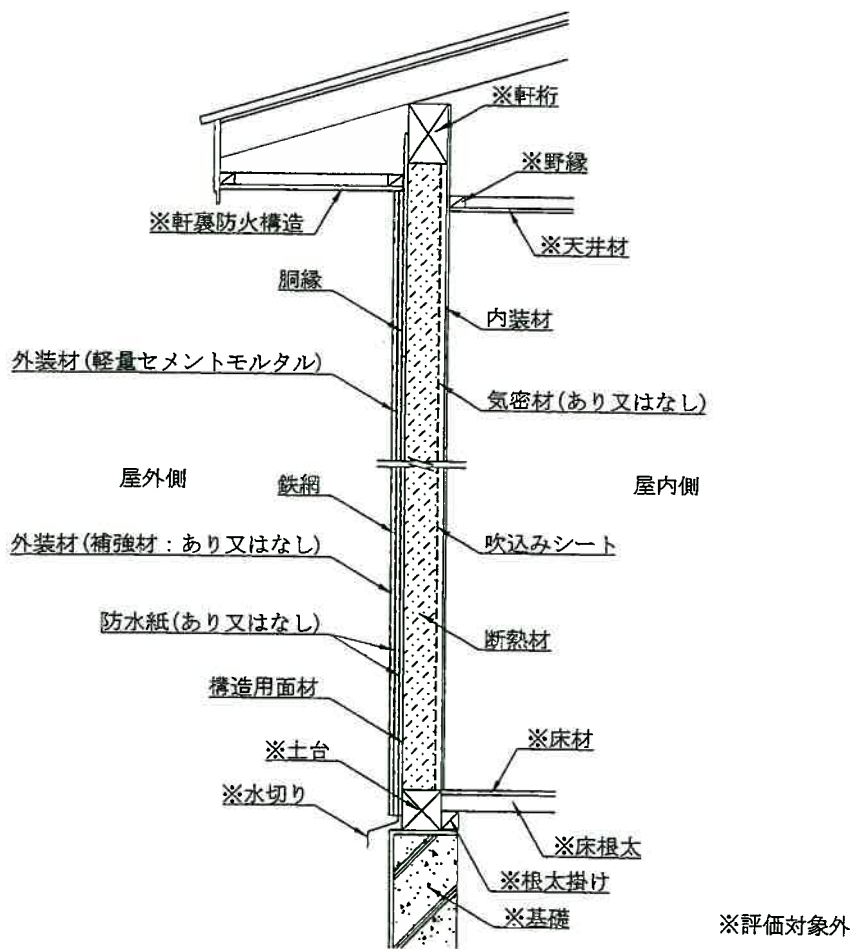 ※軒桁
※野縁
※軒裏防火構造
※天井材
胴縁
内装材
外装材(軽量セメントモルタル)
気密材(あり又はなし)
屋外側
鉄網
屋内側
外装材(補強材：あり又はなし)
吹込みシート
防水紙(あり又はなし)
断熱材
構造用面材
※床材
※土台
※水切り
※床根太
※根太掛け
※基礎
※評価対象外